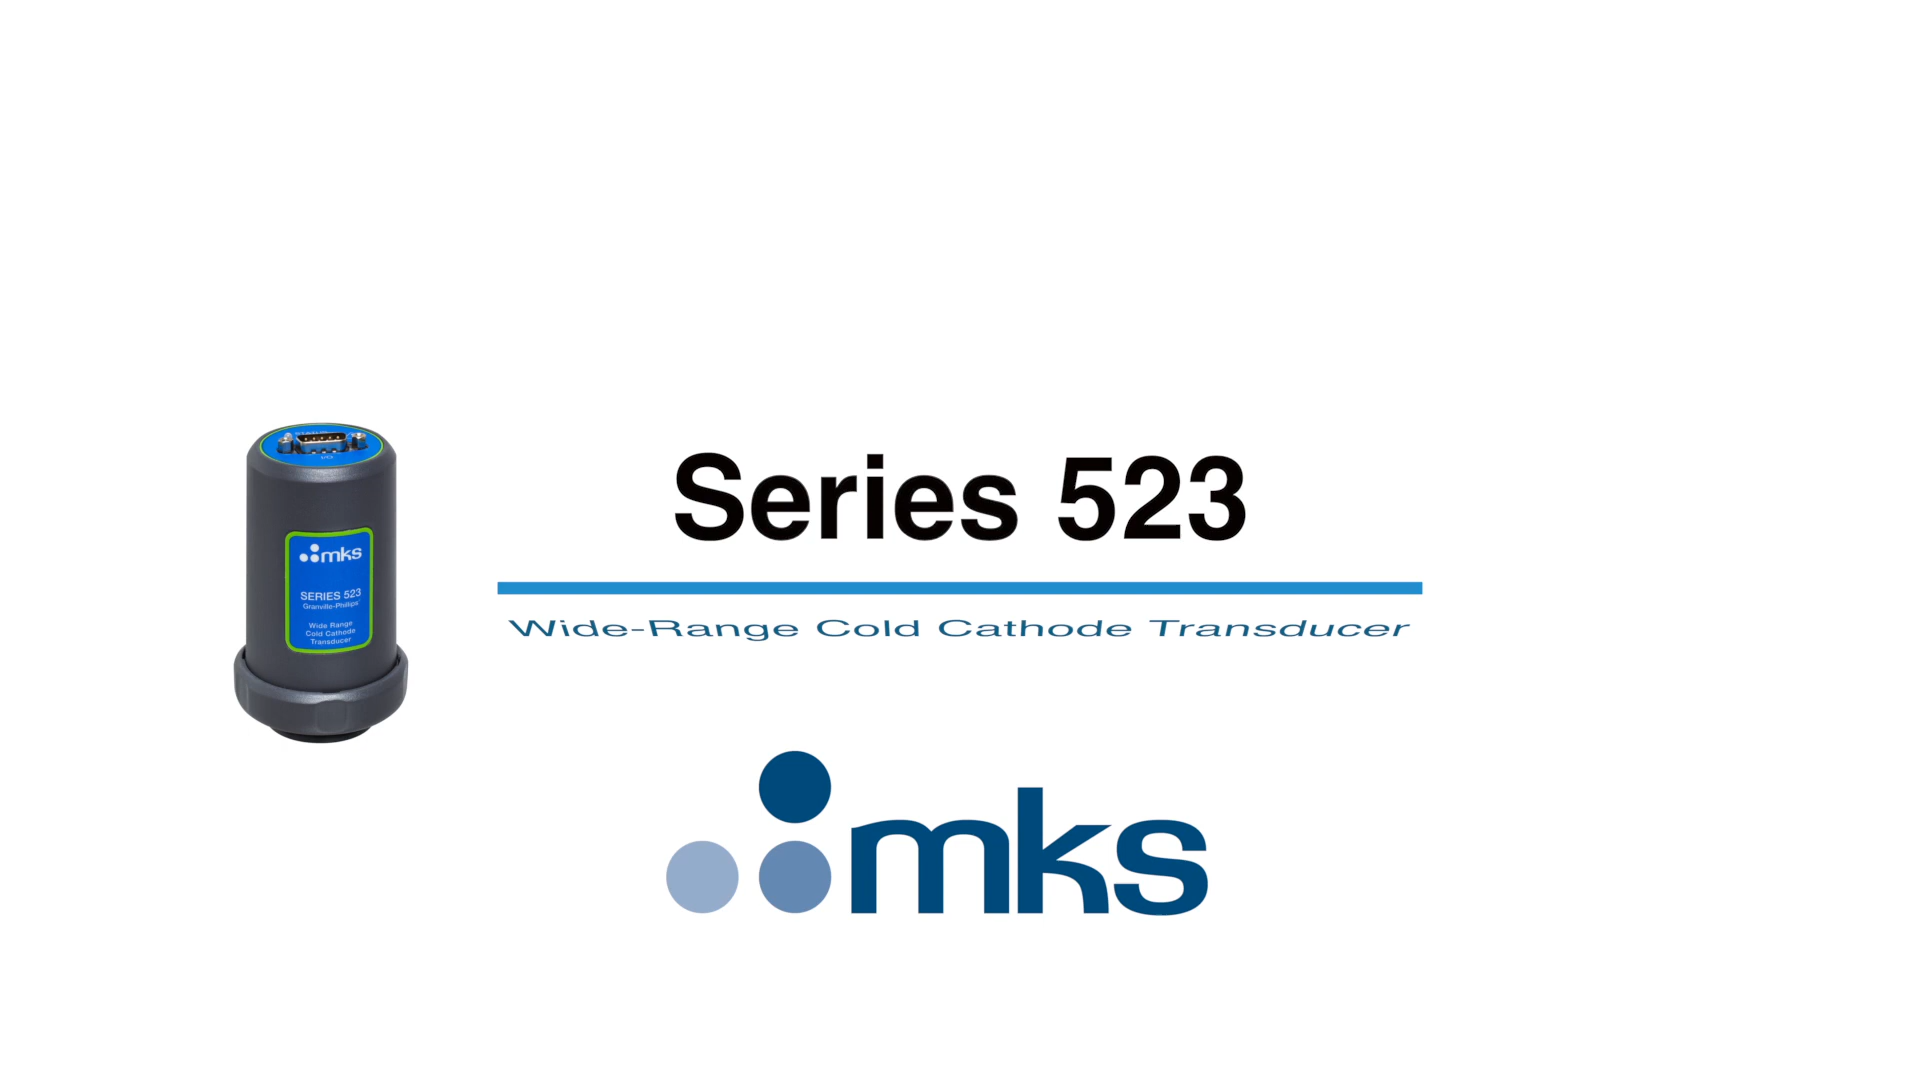 Series 523
Wide-Range Cold Cathode Transducer
mks
I/O
mks
SERIES 523
Granville-Phillips
Wide Range
Cold Cathode
Transducer